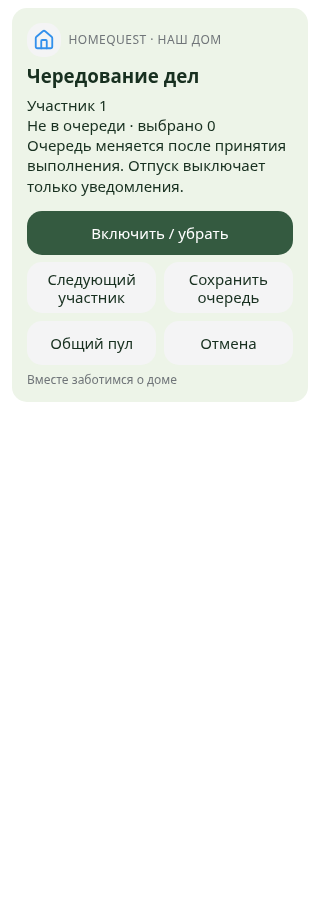 HOMEQUEST · НАШ ДОМ
Чередование дел
Участник 1
Не в очереди · выбрано 0
Очередь меняется после принятия
выполнения. Отпуск выключает
только уведомления.
Включить / убрать
Следующий
участник
Сохранить
очередь
Общий пул
Отмена
Вместе заботимся о доме